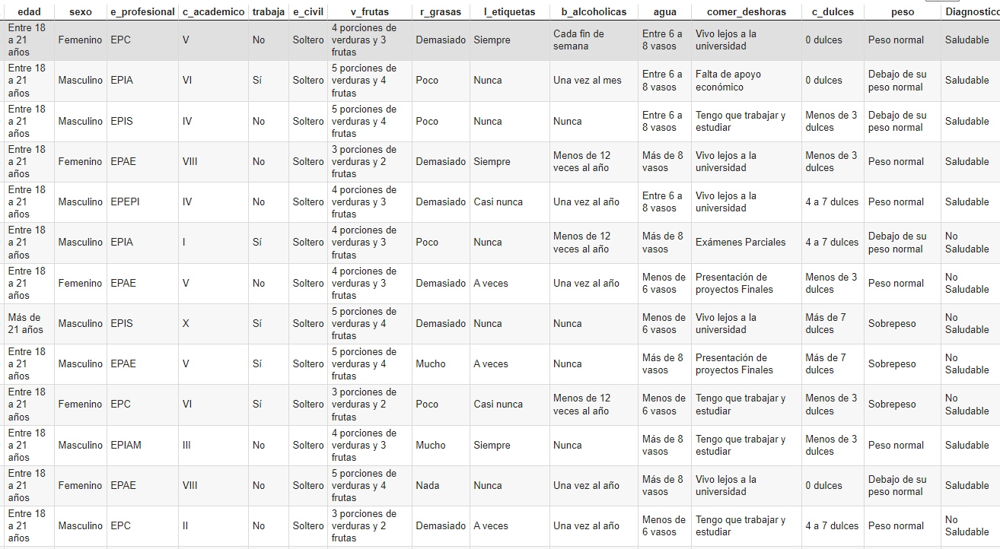 edad sexo e_profesional c_academico trabaja e_civil v_frutas r_grasas l_etiquetas b_alcoholicas agua comer_deshoras c_dulces peso Diagnostico
Entre 18 a 21 años Femenino EPC V No Soltero 4 porciones de verduras y 3 frutas Demasiado Siempre Cada fin de semana Entre 6 a 8 vasos Vivo lejos a la universidad 0 dulces Peso normal Saludable
Entre 18 a 21 años Masculino EPIA VI Sí Soltero 5 porciones de verduras y 4 frutas Poco Nunca Una vez al mes Entre 6 a 8 vasos Falta de apoyo económico 0 dulces Debajo de su peso normal Saludable
Entre 18 a 21 años Masculino EPIS IV No Soltero 5 porciones de verduras y 4 frutas Poco Nunca Nunca Entre 6 a 8 vasos Tengo que trabajar y estudiar Menos de 3 dulces Debajo de su peso normal Saludable
Entre 18 a 21 años Femenino EPAE VIII No Soltero 3 porciones de verduras y 2 frutas Demasiado Siempre Menos de 12 veces al año Más de 8 vasos Vivo lejos a la universidad Menos de 3 dulces Peso normal Saludable
Entre 18 a 21 años Masculino EPEPI IV No Soltero 4 porciones de verduras y 3 frutas Demasiado Casi nunca Una vez al año Entre 6 a 8 vasos Vivo lejos a la universidad 4 a 7 dulces Peso normal Saludable
Entre 18 a 21 años Masculino EPIA I Sí Soltero 4 porciones de verduras y 3 frutas Poco Nunca Menos de 12 veces al año Más de 8 vasos Exámenes Parciales 4 a 7 dulces Debajo de su peso normal No Saludable
Entre 18 a 21 años Femenino EPAE V No Soltero 4 porciones de verduras y 3 frutas Demasiado A veces Una vez al año Menos de 6 vasos Presentación de proyectos Finales Menos de 3 dulces Peso normal No Saludable
Más de 21 años Masculino EPIS X Sí Soltero 5 porciones de verduras y 4 frutas Demasiado Nunca Nunca Menos de 6 vasos Vivo lejos a la universidad Más de 7 dulces Sobrepeso No Saludable
Entre 18 a 21 años Masculino EPAE V Sí Soltero 5 porciones de verduras y 4 frutas Mucho A veces Nunca Más de 8 vasos Presentación de proyectos Finales Más de 7 dulces Sobrepeso No Saludable
Entre 18 a 21 años Femenino EPC VI Sí Soltero 3 porciones de verduras y 2 frutas Poco Casi nunca Menos de 12 veces al año Menos de 6 vasos Tengo que trabajar y estudiar Menos de 3 dulces Sobrepeso No Saludable
Entre 18 a 21 años Masculino EPIAM III No Soltero 4 porciones de verduras y 3 frutas Mucho Siempre Nunca Más de 8 vasos Tengo que trabajar y estudiar Menos de 3 dulces Peso normal Saludable
Entre 18 a 21 años Femenino EPAE VIII No Soltero 5 porciones de verduras y 4 frutas Nada Nunca Una vez al año Más de 8 vasos Vivo lejos a la universidad 0 dulces Debajo de su peso normal Saludable
Entre 18 a 21 años Masculino EPC II No Soltero 3 porciones de verduras y 2 frutas Demasiado A veces Una vez al año Menos de 6 vasos Tengo que trabajar y estudiar 4 a 7 dulces Peso normal No Saludable